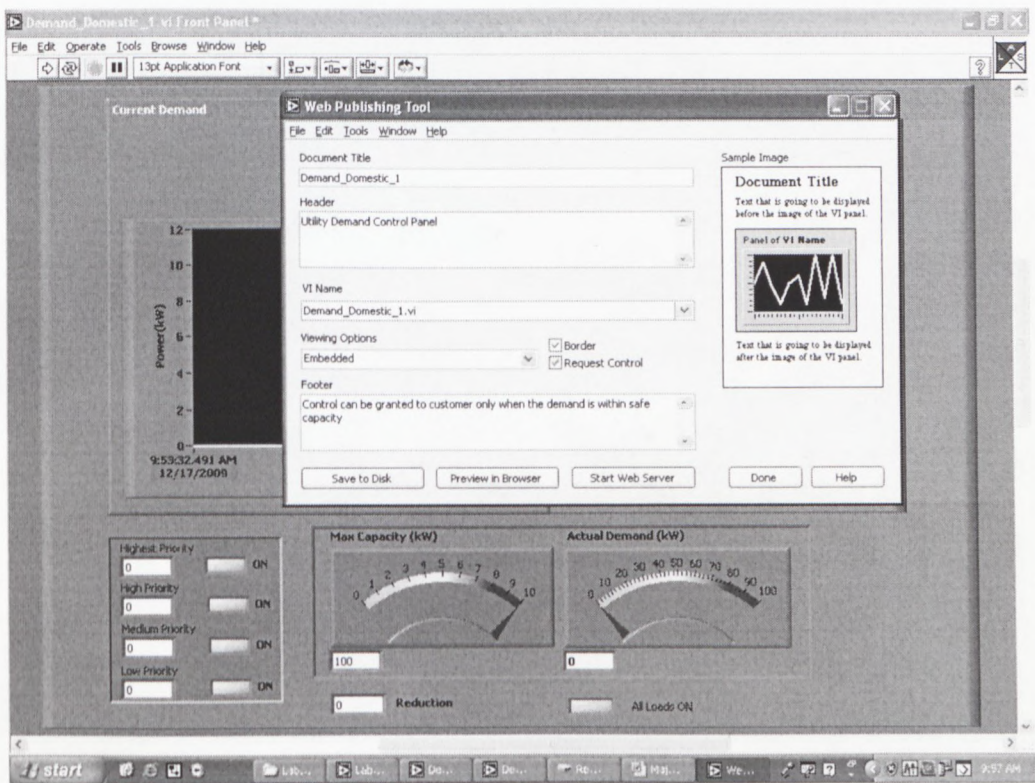 Demand_Domestic_1.vi Front Panel *
File Edit Operate Tools Browse Window Help
13pt Application Font
Current Demand
12
10
8
6
4
2
0
Power(kW)
9:53:32.491 AM
12/17/2009
Web Publishing Tool
File Edit Tools Window Help
Document Title
Demand_Domestic_1
Header
Utility Demand Control Panel
VI Name
Demand_Domestic_1.vi
Viewing Options
Embedded
Border
Request Control
Footer
Control can be granted to customer only when the demand is within safe
capacity
Save to Disk
Preview in Browser
Start Web Server
Done
Help
Sample Image
Document Title
Text that is going to be displayed
before the image of the VI panel.
Panel of VI Name
Text that is going to be displayed
after the image of the VI panel.
Highest Priority
0 ON
High Priority
0 ON
Medium Priority
0 ON
Low Priority
0 ON
Max Capacity (kW)
0 1 2 3 4 5 6 7 8 9 10
100
Actual Demand (kW)
0 10 20 30 40 50 60 70 80 90 100
0
0 Reduction
All Loads ON
start
Lab...
Lab...
Do...
Do...
Re...
Maj...
We...
9:57 AM